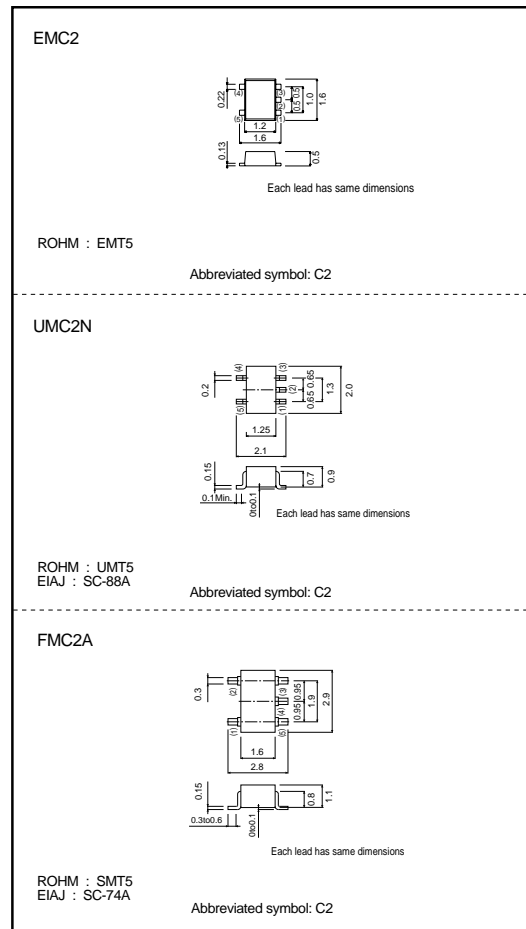 EMC2
0.22
(4)
(3)
(2)
(5)
(1)
0.5 0.5
1.0
1.6
1.2
1.6
0.13
0.5
Each lead has same dimensions
ROHM : EMT5
Abbreviated symbol: C2
UMC2N
0.2
(4)
(3)
(2)
(5)
(1)
0.65 0.65
1.3
2.0
1.25
2.1
0.15
0.1Min.
0to0.1
0.7
0.9
Each lead has same dimensions
ROHM : UMT5
EIAJ : SC-88A
Abbreviated symbol: C2
FMC2A
0.3
(2)
(3)
(4)
(1)
(5)
0.95 0.95
1.9
2.9
1.6
2.8
0.15
0.3to0.6
0to0.1
0.8
1.1
Each lead has same dimensions
ROHM : SMT5
EIAJ : SC-74A
Abbreviated symbol: C2